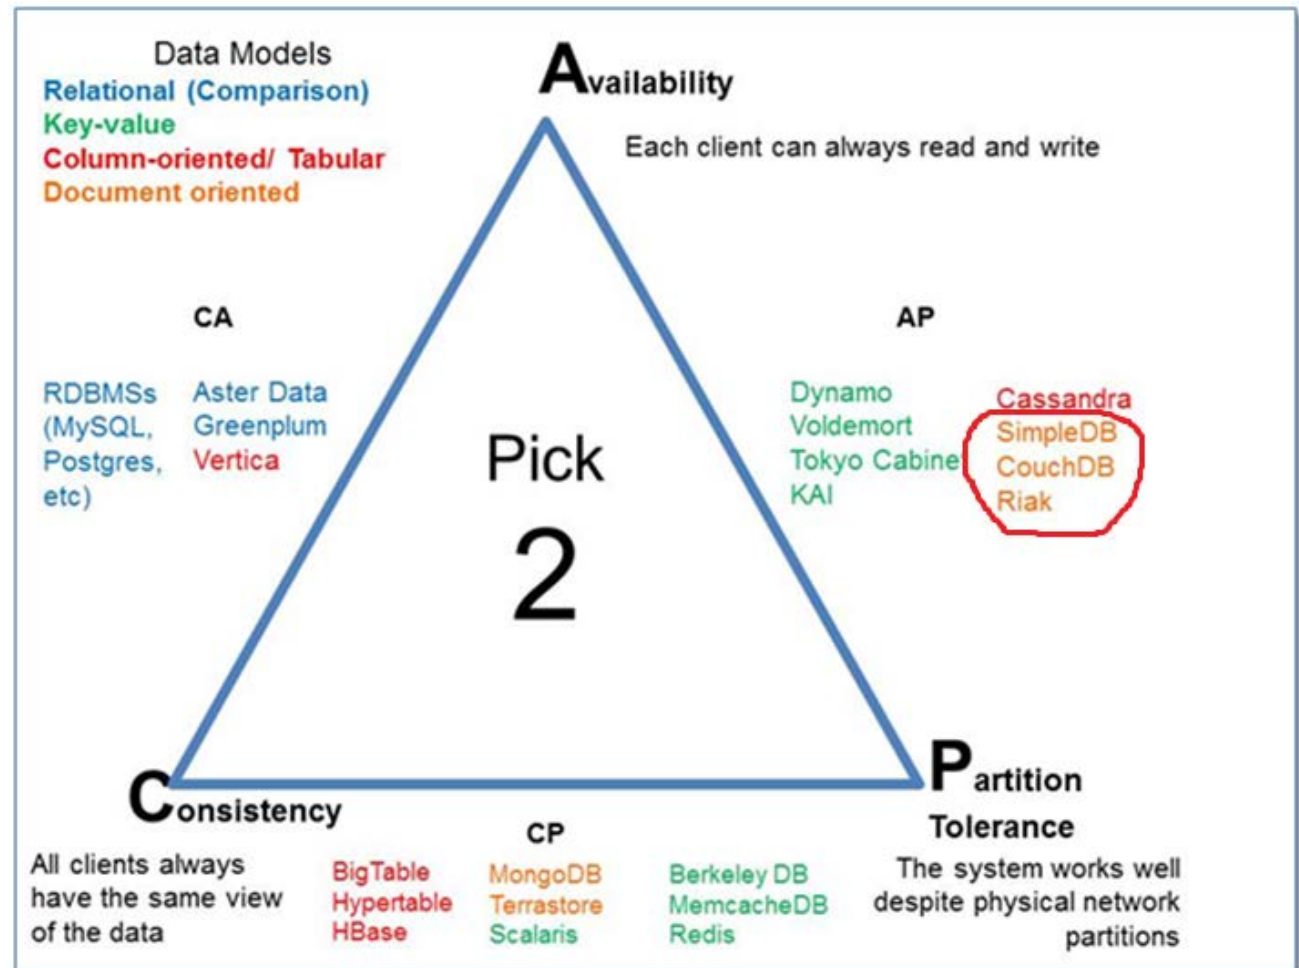 Data Models
Relational (Comparison)
Key-value
Column-oriented/ Tabular
Document oriented
Availability
Each client can always read and write
CA
RDBMSs
(MySQL,
Postgres,
etc)
Aster Data
Greenplum
Vertica
Pick
2
AP
Dynamo
Voldemort
Tokyo Cabine
KAI
Cassandra
SimpleDB
CouchDB
Riak
Consistency
All clients always
have the same view
of the data
CP
BigTable
Hypertable
HBase
MongoDB
Terrastore
Scalaris
Berkeley DB
MemcacheDB
Redis
Partition
Tolerance
The system works well
despite physical network
partitions